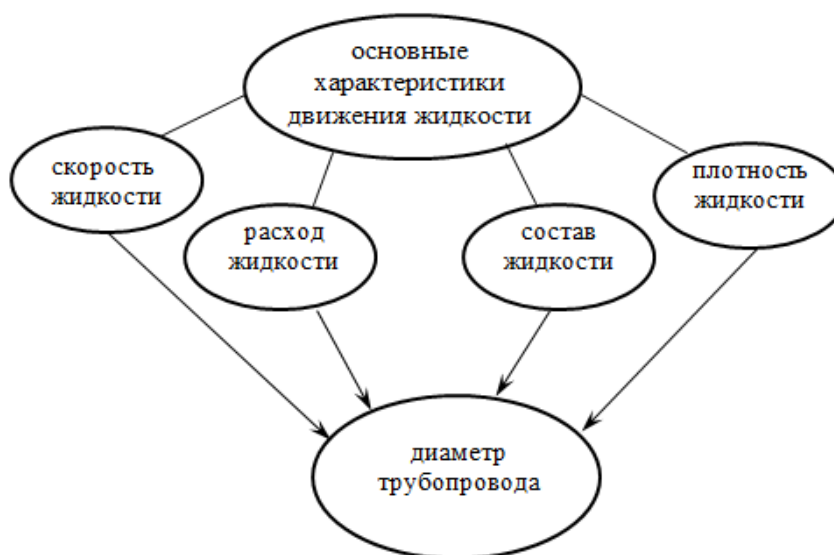 основные
характеристики
движения жидкости
скорость
жидкости
расход
жидкости
состав
жидкости
плотность
жидкости
диаметр
трубопровода